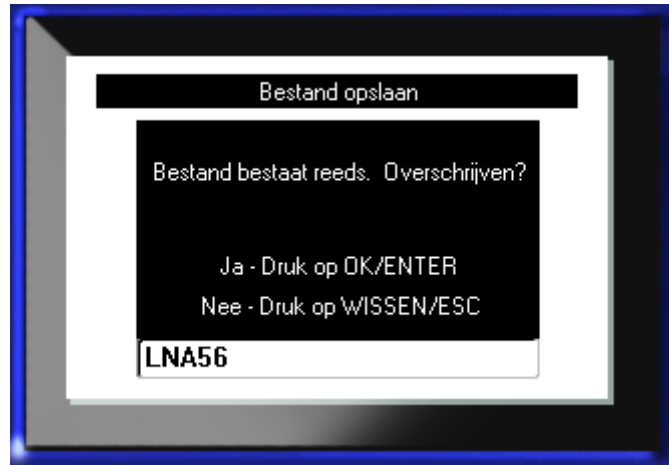 Bestand opslaan
Bestand bestaat reeds. Overschrijven?
Ja - Druk op OK/ENTER
Nee - Druk op WISSEN/ESC
LNA56